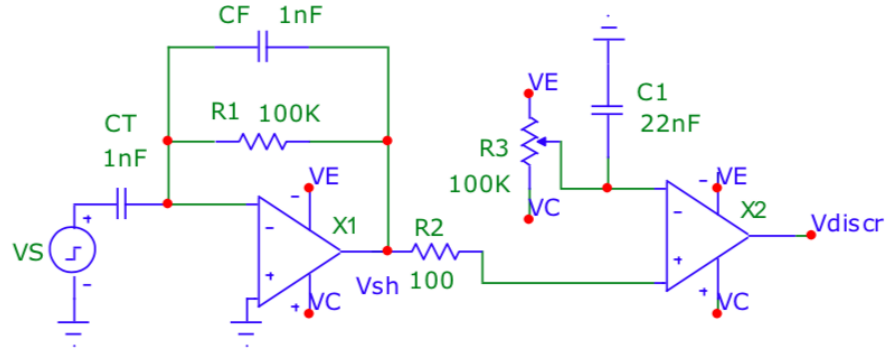 CF 1nF
R1 100K
CT
1nF
VS
+
-
-
+
- VE
X1
+ VC
Vsh
R2
100
VE
R3
100K
VC
C1
22nF
-
+
- VE
X2
+ VC
Vdiscr